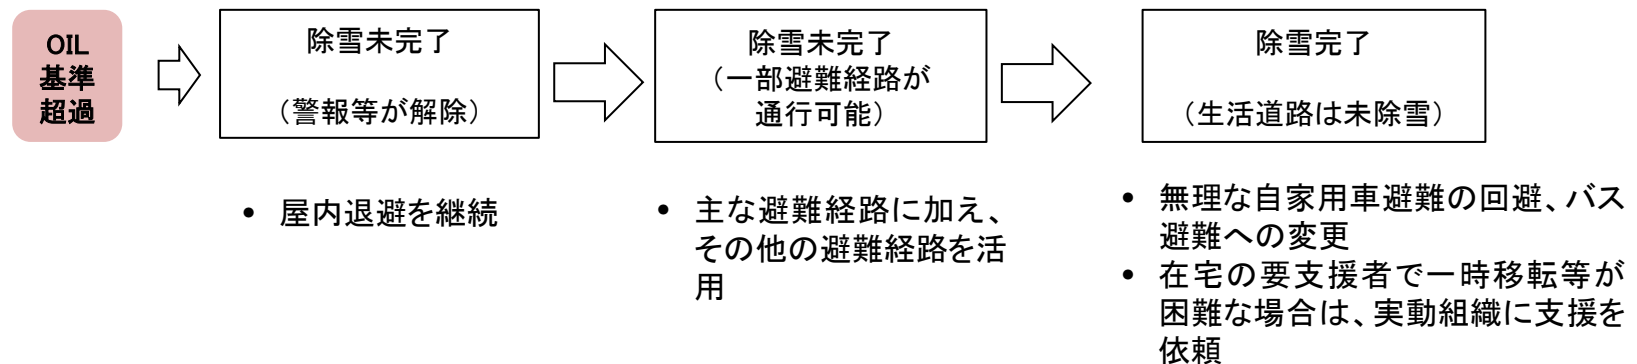 OIL
基準
超過
除雪未完了
（警報等が解除）
除雪未完了
（一部避難経路が
通行可能）
除雪完了
（生活道路は未除雪）
• 屋内退避を継続
• 主な避難経路に加え、
その他の避難経路を活
用
• 無理な自家用車避難の回避、バス
避難への変更
• 在宅の要支援者で一時移転等が
困難な場合は、実動組織に支援を
依頼